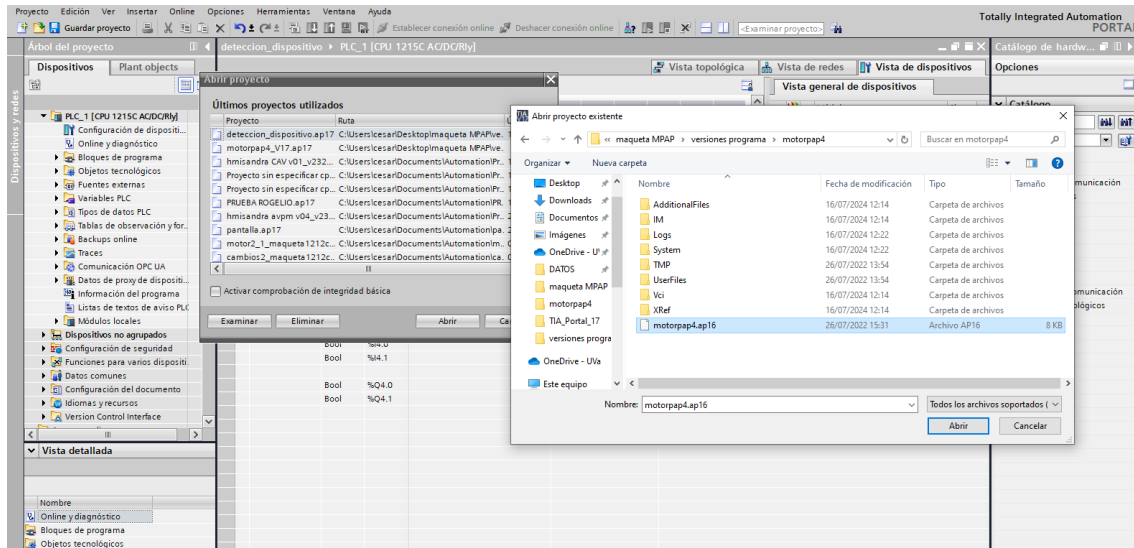 Proyecto Edición Ver Insertar Online Opciones Herramientas Ventana Ayuda
Totally Integrated Automation
PORTAL
Guardar proyecto Establecer conexión online Deshacer conexión online <Examinar proyecto>
Árbol del proyecto
deteccion_dispositivo ▸ PLC_1 [CPU 1215C AC/DC/Rly]
Catálogo de hardw...
Dispositivos Plant objects
Vista topológica Vista de redes Vista de dispositivos
Opciones
Vista general de dispositivos
Catálogo
Dispositivos y redes
PLC_1 [CPU 1215C AC/DC/Rly]
Configuración de dispositi...
Online y diagnóstico
Bloques de programa
Objetos tecnológicos
Fuentes externas
Variables PLC
Tipos de datos PLC
Tablas de observación y for..
Backups online
Traces
Comunicación OPC UA
Datos de proxy de dispositi...
Información del programa
Listas de textos de aviso PLC
Módulos locales
Dispositivos no agrupados
Configuración de seguridad
Funciones para varios dispositi.
Datos comunes
Configuración del documento
Idiomas y recursos
Version Control Interface
Vista detallada
Nombre
Online y diagnóstico
Bloques de programa
Objetos tecnológicos
Abrir proyecto
Últimos proyectos utilizados
Proyecto Ruta
deteccion_dispositivo.ap17 C:\Users\cesar\Desktop\maqueta MPAP\ve.
motorpap4_V17.ap17 C:\Users\cesar\Desktop\maqueta MPAP\ve.
hmisandra CAV v01_v232... C:\Users\cesar\Documents\Automation\Pr..
Proyecto sin especificar cp... C:\Users\cesar\Documents\Automation\Pr..
Proyecto sin especificar cp... C:\Users\cesar\Documents\Automation\Pr..
PRUEBA ROGELIO.ap17 C:\Users\cesar\Documents\Automation\PR.
hmisandra avpm v04_v23... C:\Users\cesar\Documents\Automation\Pr..
pantalla.ap17 C:\Users\cesar\Documents\Automation\pa.
motor2_1_maqueta1212c... C:\Users\cesar\Documents\Automation\m..
cambios2_maqueta1212c.. C:\Users\cesar\Documents\Automation\ca.
Activar comprobación de integridad básica
Examinar Eliminar Abrir Ca
Bool %I4.0
Bool %I4.1
Bool %Q4.0
Bool %Q4.1
Abrir proyecto existente
« maqueta MPAP › versiones programa › motorpap4
Buscar en motorpap4
Organizar Nueva carpeta
Desktop
Downloads
Documentos
Imágenes
OneDrive - U
DATOS
maqueta MPAP
motorpap4
TIA_Portal_17
versiones progra
OneDrive - UVa
Este equipo
Nombre Fecha de modificación Tipo Tamaño
AdditionalFiles 16/07/2024 12:14 Carpeta de archivos
IM 16/07/2024 12:14 Carpeta de archivos
Logs 16/07/2024 12:22 Carpeta de archivos
System 16/07/2024 12:22 Carpeta de archivos
TMP 26/07/2022 13:54 Carpeta de archivos
UserFiles 26/07/2022 13:54 Carpeta de archivos
Vci 16/07/2024 12:14 Carpeta de archivos
XRef 16/07/2024 12:14 Carpeta de archivos
motorpap4.ap16 26/07/2022 15:31 Archivo AP16 8 KB
Nombre: motorpap4.ap16
Todos los archivos soportados (
Abrir Cancelar
municación
omunicación
ológicos